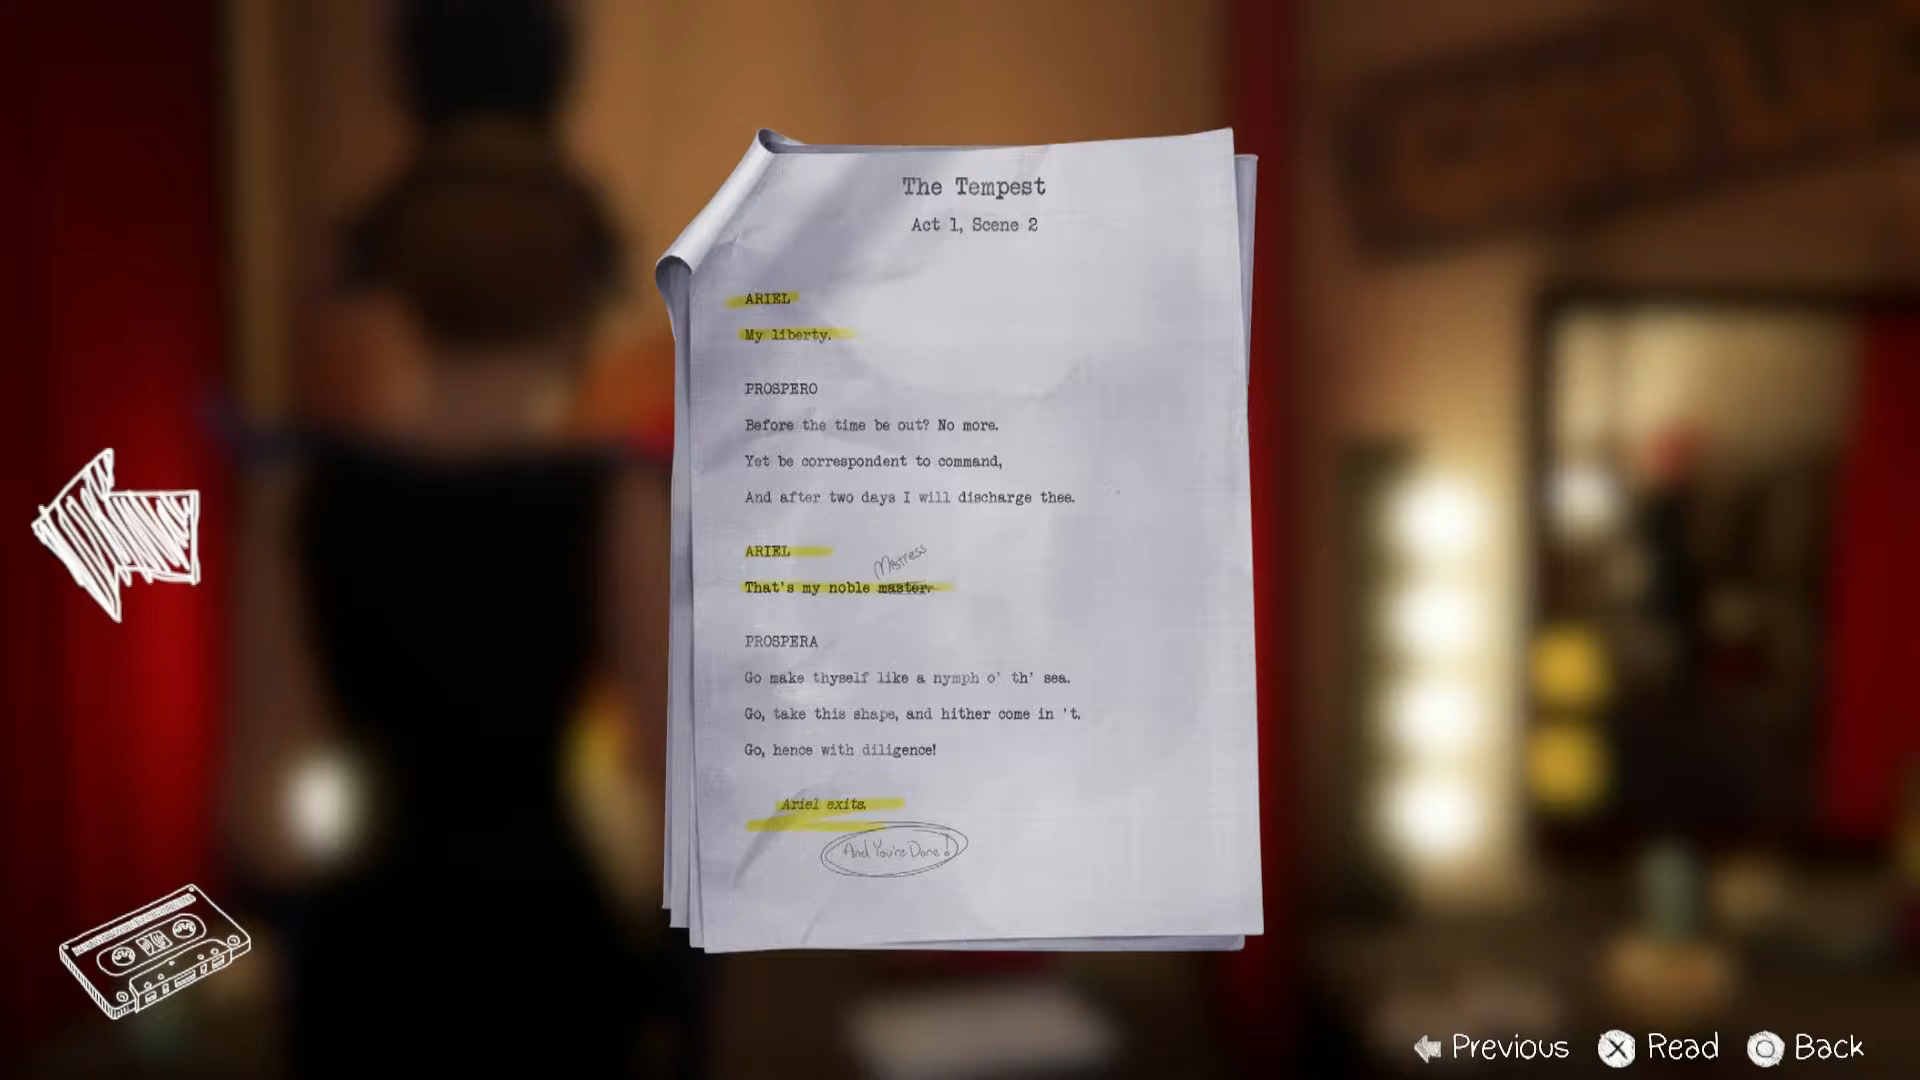 The Tempest
Act 1, Scene 2
ARIEL
My liberty.
PROSPERO
Before the time be out? No more.
Yet be correspondent to command,
And after two days I will discharge thee.
ARIEL
Mistress
That's my noble master.
PROSPERA
Go make thyself like a nymph o' th' sea.
Go, take this shape, and hither come in 't.
Go, hence with diligence!
Ariel exits.
And You're Done!
Previous
Read
Back